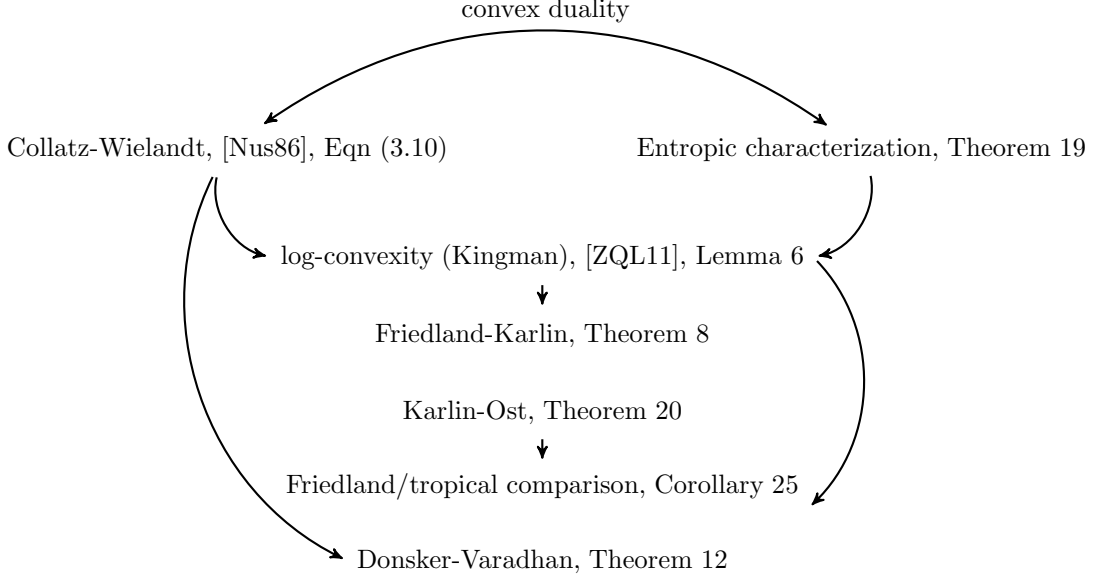 convex duality
Collatz-Wielandt, [Nus86], Eqn (3.10)
Entropic characterization, Theorem 19
log-convexity (Kingman), [ZQL11], Lemma 6
Friedland-Karlin, Theorem 8
Karlin-Ost, Theorem 20
Friedland/tropical comparison, Corollary 25
Donsker-Varadhan, Theorem 12